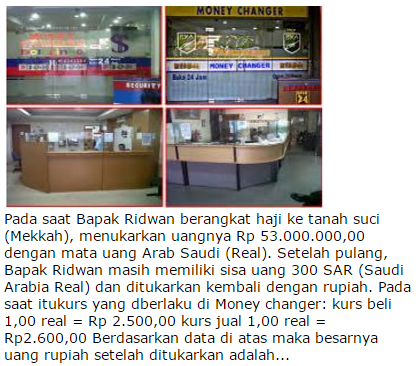 MONEY CHANGER
MONEY CHANGER
Buka 24 Jam
SECURITY
24
Pada saat Bapak Ridwan berangkat haji ke tanah suci
(Mekkah), menukarkan uangnya Rp 53.000.000,00
dengan mata uang Arab Saudi (Real). Setelah pulang,
Bapak Ridwan masih memiliki sisa uang 300 SAR (Saudi
Arabia Real) dan ditukarkan kembali dengan rupiah. Pada
saat itukurs yang dberlaku di Money changer: kurs beli
1,00 real = Rp 2.500,00 kurs jual 1,00 real =
Rp2.600,00 Berdasarkan data di atas maka besarnya
uang rupiah setelah ditukarkan adalah...